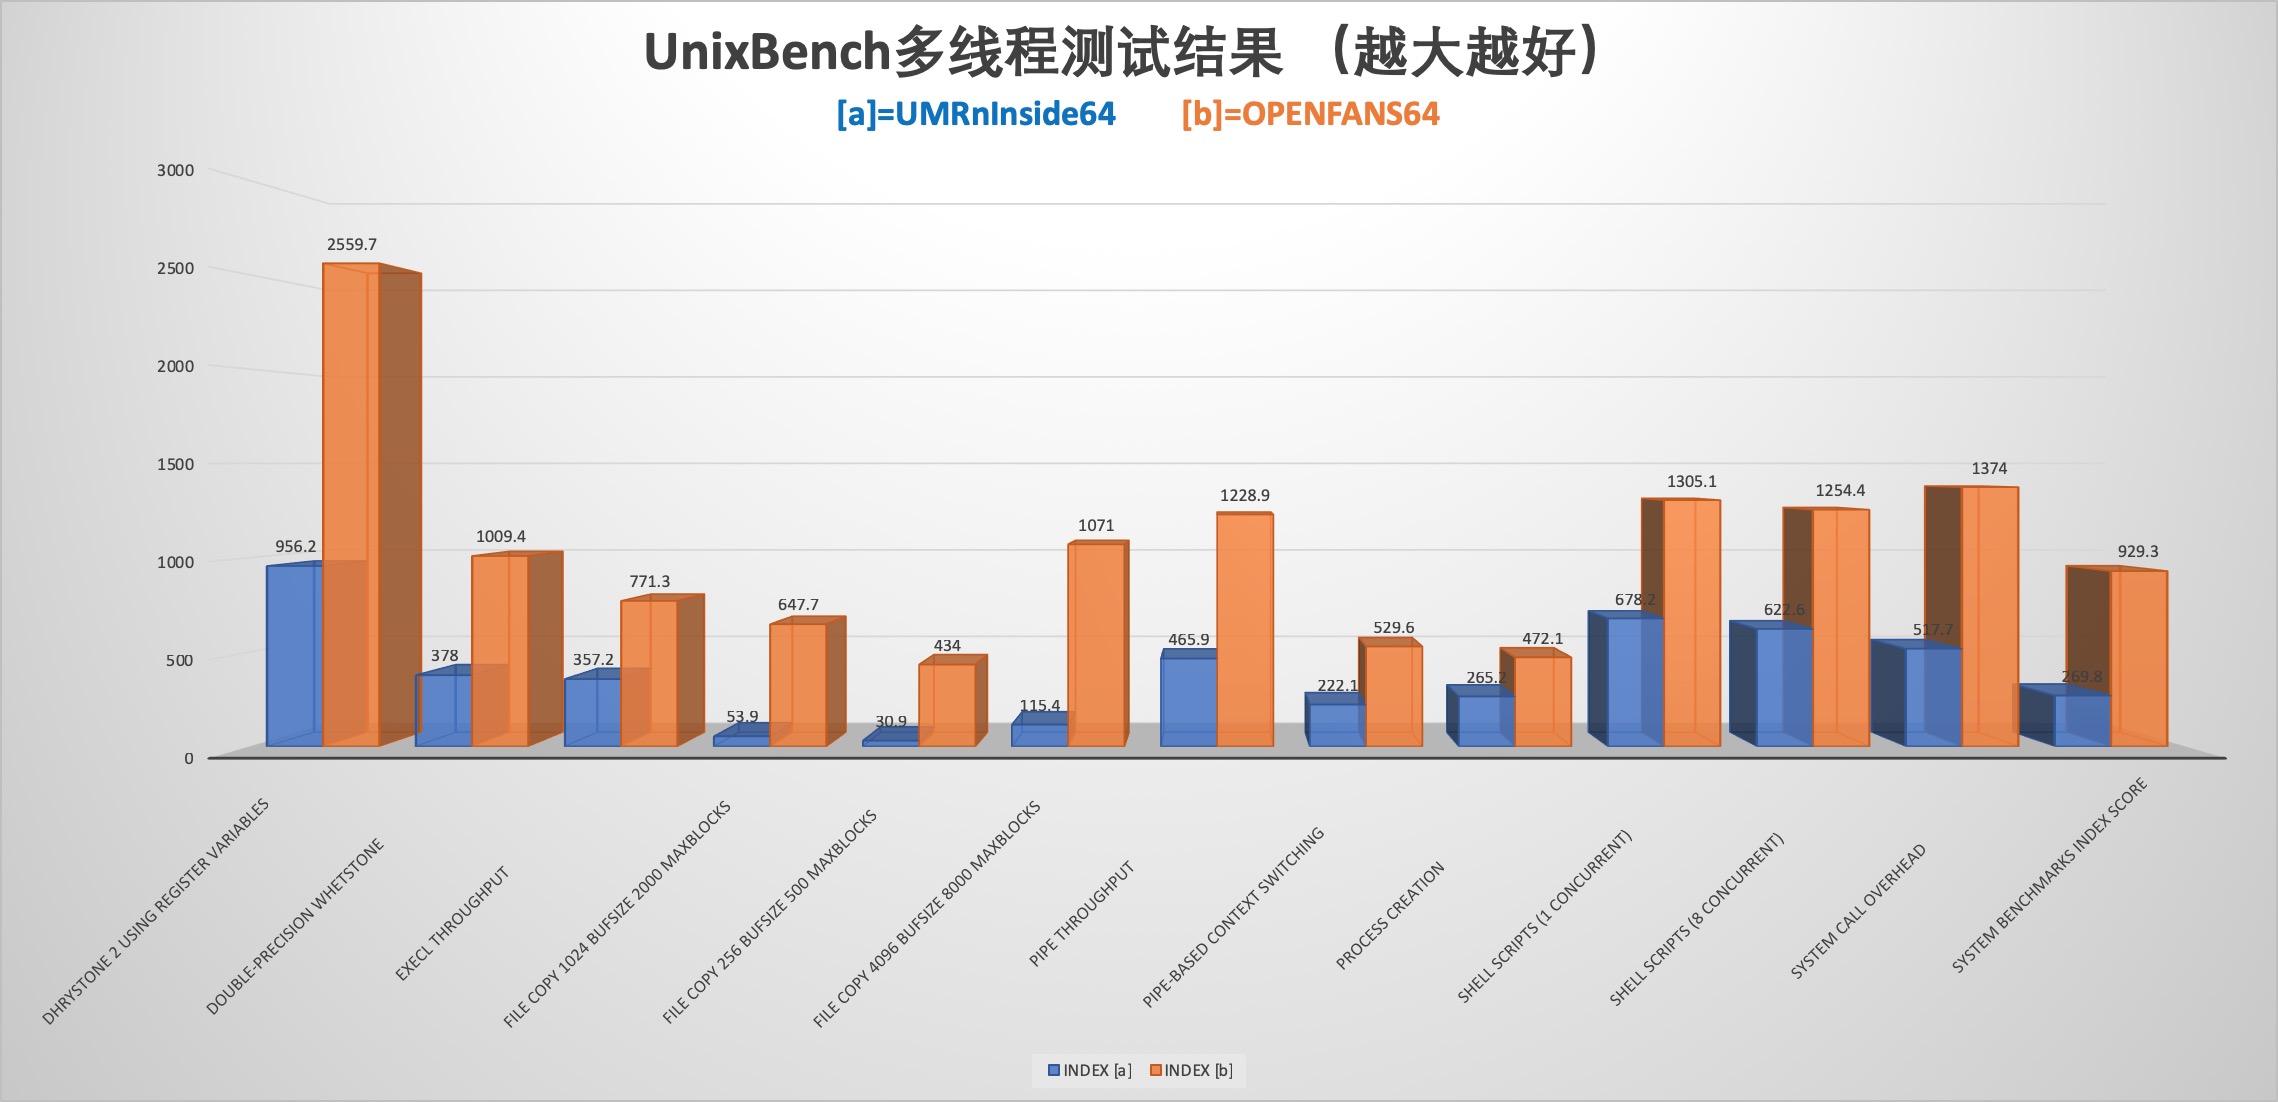 UnixBench多线程测试结果 （越大越好）
[a]=UMRnInside64 [b]=OPENFANS64
3000
2500
2000
1500
1000
500
0
956.2
2559.7
378
1009.4
357.2
771.3
53.9
647.7
30.9
434
115.4
1071
465.9
1228.9
222.1
529.6
265.2
472.1
678.2
1305.1
622.6
1254.4
517.7
1374
269.8
929.3
DHRYSTONE 2 USING REGISTER VARIABLES
DOUBLE-PRECISION WHETSTONE
EXECL THROUGHPUT
FILE COPY 1024 BUFSIZE 2000 MAXBLOCKS
FILE COPY 256 BUFSIZE 500 MAXBLOCKS
FILE COPY 4096 BUFSIZE 8000 MAXBLOCKS
PIPE THROUGHPUT
PIPE-BASED CONTEXT SWITCHING
PROCESS CREATION
SHELL SCRIPTS (1 CONCURRENT)
SHELL SCRIPTS (8 CONCURRENT)
SYSTEM CALL OVERHEAD
SYSTEM BENCHMARKS INDEX SCORE
INDEX [a] INDEX [b]